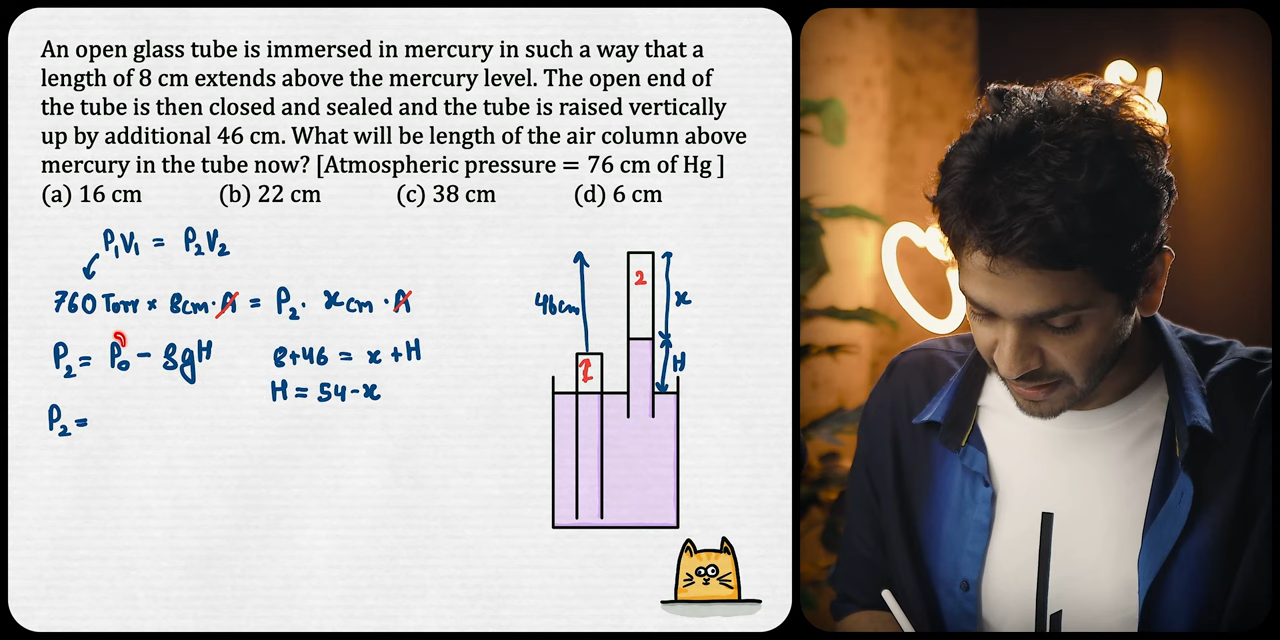 An open glass tube is immersed in mercury in such a way that a
length of 8 cm extends above the mercury level. The open end of
the tube is then closed and sealed and the tube is raised vertically
up by additional 46 cm. What will be length of the air column above
mercury in the tube now? [Atmospheric pressure = 76 cm of Hg ]
(a) 16 cm (b) 22 cm (c) 38 cm (d) 6 cm
P₁V₁ = P₂V₂
760 Torr × 8cm·A = P₂· x cm ·A
P₂ = P₀ - ρgH
8+46 = x + H
H = 54-x
P₂ =
46cm
1
2
x
H